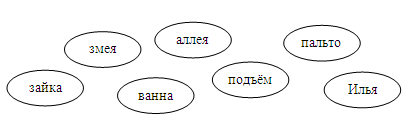 змея
аллея
пальто
зайка
ванна
подъём
Илья